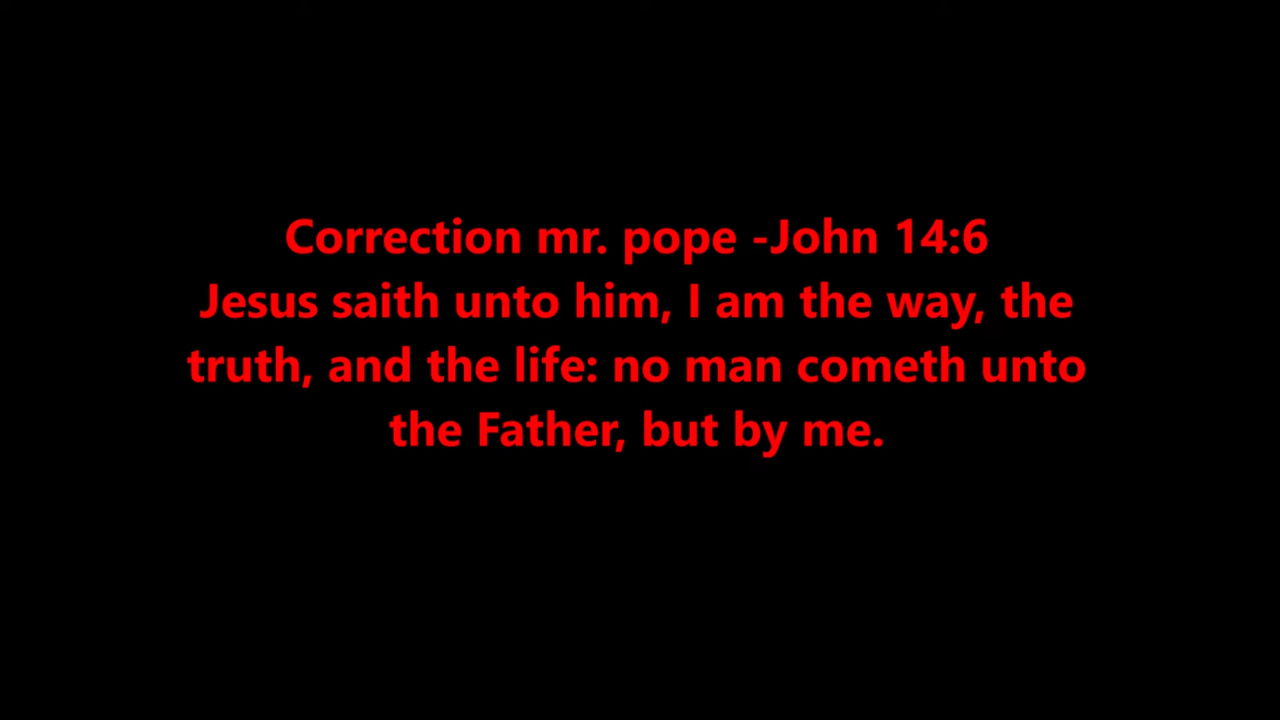 Correction mr. pope -John 14:6
Jesus saith unto him, I am the way, the
truth, and the life: no man cometh unto
the Father, but by me.